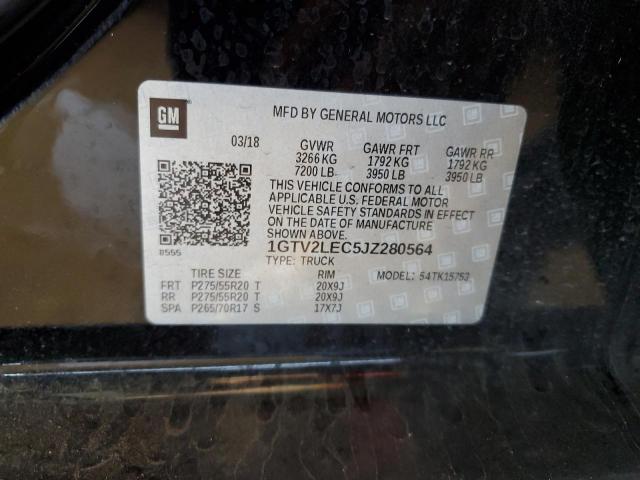 GM
MFD BY GENERAL MOTORS LLC
03/18 GVWR GAWR FRT GAWR RR
3266 KG 1792 KG 1792 KG
7200 LB 3950 LB 3950 LB
THIS VEHICLE CONFORMS TO ALL
APPLICABLE U.S. FEDERAL MOTOR
VEHICLE SAFETY STANDARDS IN EFFECT
ON THE DATE OF MANUFACTURE
SHOWN ABOVE.
8555
1GTV2LEC5JZ280564
TYPE: TRUCK
TIRE SIZE RIM MODEL: 54TK15753
FRT P275/55R20 T 20X9J
RR P275/55R20 T 20X9J
SPA P265/70R17 S 17X7J